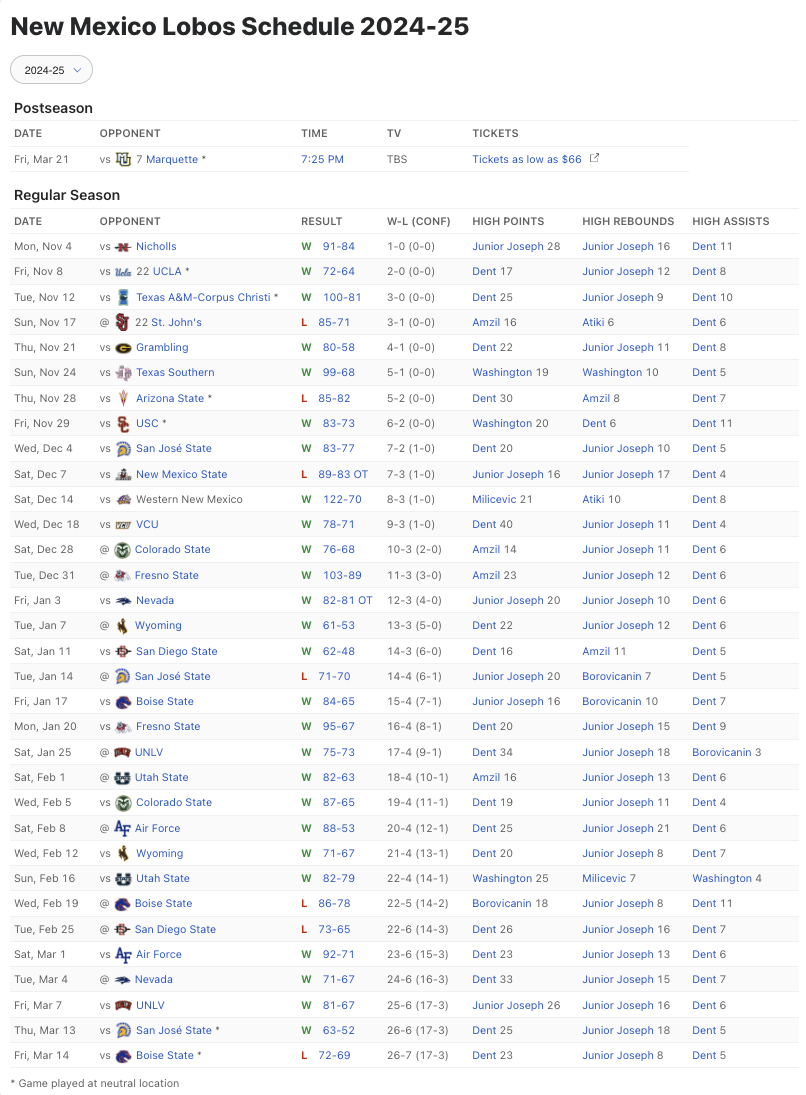 New Mexico Lobos Schedule 2024-25
2024-25
Postseason
DATE OPPONENT TIME TV TICKETS
Fri, Mar 21 vs 7 Marquette * 7:25 PM TBS Tickets as low as $66
Regular Season
DATE OPPONENT RESULT W-L (CONF) HIGH POINTS HIGH REBOUNDS HIGH ASSISTS
Mon, Nov 4 vs Nicholls W 91-84 1-0 (0-0) Junior Joseph 28 Junior Joseph 16 Dent 11
Fri, Nov 8 vs 22 UCLA * W 72-64 2-0 (0-0) Dent 17 Junior Joseph 12 Dent 8
Tue, Nov 12 vs Texas A&M-Corpus Christi * W 100-81 3-0 (0-0) Dent 25 Junior Joseph 9 Dent 10
Sun, Nov 17 @ 22 St. John's L 85-71 3-1 (0-0) Amzil 16 Atiki 6 Dent 6
Thu, Nov 21 vs Grambling W 80-58 4-1 (0-0) Dent 22 Junior Joseph 11 Dent 8
Sun, Nov 24 vs Texas Southern W 99-68 5-1 (0-0) Washington 19 Washington 10 Dent 5
Thu, Nov 28 vs Arizona State * L 85-82 5-2 (0-0) Dent 30 Amzil 8 Dent 7
Fri, Nov 29 vs USC * W 83-73 6-2 (0-0) Washington 20 Dent 6 Dent 11
Wed, Dec 4 vs San José State W 83-77 7-2 (1-0) Dent 20 Junior Joseph 10 Dent 5
Sat, Dec 7 vs New Mexico State L 89-83 OT 7-3 (1-0) Junior Joseph 16 Junior Joseph 17 Dent 4
Sat, Dec 14 vs Western New Mexico W 122-70 8-3 (1-0) Milicevic 21 Atiki 10 Dent 8
Wed, Dec 18 vs VCU W 78-71 9-3 (1-0) Dent 40 Junior Joseph 11 Dent 4
Sat, Dec 28 @ Colorado State W 76-68 10-3 (2-0) Amzil 14 Junior Joseph 11 Dent 6
Tue, Dec 31 @ Fresno State W 103-89 11-3 (3-0) Amzil 23 Junior Joseph 12 Dent 6
Fri, Jan 3 vs Nevada W 82-81 OT 12-3 (4-0) Junior Joseph 20 Junior Joseph 10 Dent 6
Tue, Jan 7 @ Wyoming W 61-53 13-3 (5-0) Dent 22 Junior Joseph 12 Dent 6
Sat, Jan 11 vs San Diego State W 62-48 14-3 (6-0) Dent 16 Amzil 11 Dent 5
Tue, Jan 14 @ San José State L 71-70 14-4 (6-1) Junior Joseph 20 Borovicanin 7 Dent 5
Fri, Jan 17 vs Boise State W 84-65 15-4 (7-1) Junior Joseph 16 Borovicanin 10 Dent 7
Mon, Jan 20 vs Fresno State W 95-67 16-4 (8-1) Dent 20 Junior Joseph 15 Dent 9
Sat, Jan 25 @ UNLV W 75-73 17-4 (9-1) Dent 34 Junior Joseph 18 Borovicanin 3
Sat, Feb 1 @ Utah State W 82-63 18-4 (10-1) Amzil 16 Junior Joseph 13 Dent 6
Wed, Feb 5 vs Colorado State W 87-65 19-4 (11-1) Dent 19 Junior Joseph 11 Dent 4
Sat, Feb 8 @ Air Force W 88-53 20-4 (12-1) Dent 25 Junior Joseph 21 Dent 6
Wed, Feb 12 vs Wyoming W 71-67 21-4 (13-1) Dent 20 Junior Joseph 8 Dent 7
Sun, Feb 16 vs Utah State W 82-79 22-4 (14-1) Washington 25 Milicevic 7 Washington 4
Wed, Feb 19 @ Boise State L 86-78 22-5 (14-2) Borovicanin 18 Junior Joseph 8 Dent 11
Tue, Feb 25 @ San Diego State L 73-65 22-6 (14-3) Dent 26 Junior Joseph 16 Dent 7
Sat, Mar 1 vs Air Force W 92-71 23-6 (15-3) Dent 23 Junior Joseph 13 Dent 6
Tue, Mar 4 @ Nevada W 71-67 24-6 (16-3) Dent 33 Junior Joseph 15 Dent 7
Fri, Mar 7 vs UNLV W 81-67 25-6 (17-3) Junior Joseph 26 Junior Joseph 16 Dent 6
Thu, Mar 13 vs San José State * W 63-52 26-6 (17-3) Dent 25 Junior Joseph 18 Dent 5
Fri, Mar 14 vs Boise State * L 72-69 26-7 (17-3) Dent 23 Junior Joseph 8 Dent 5
* Game played at neutral location